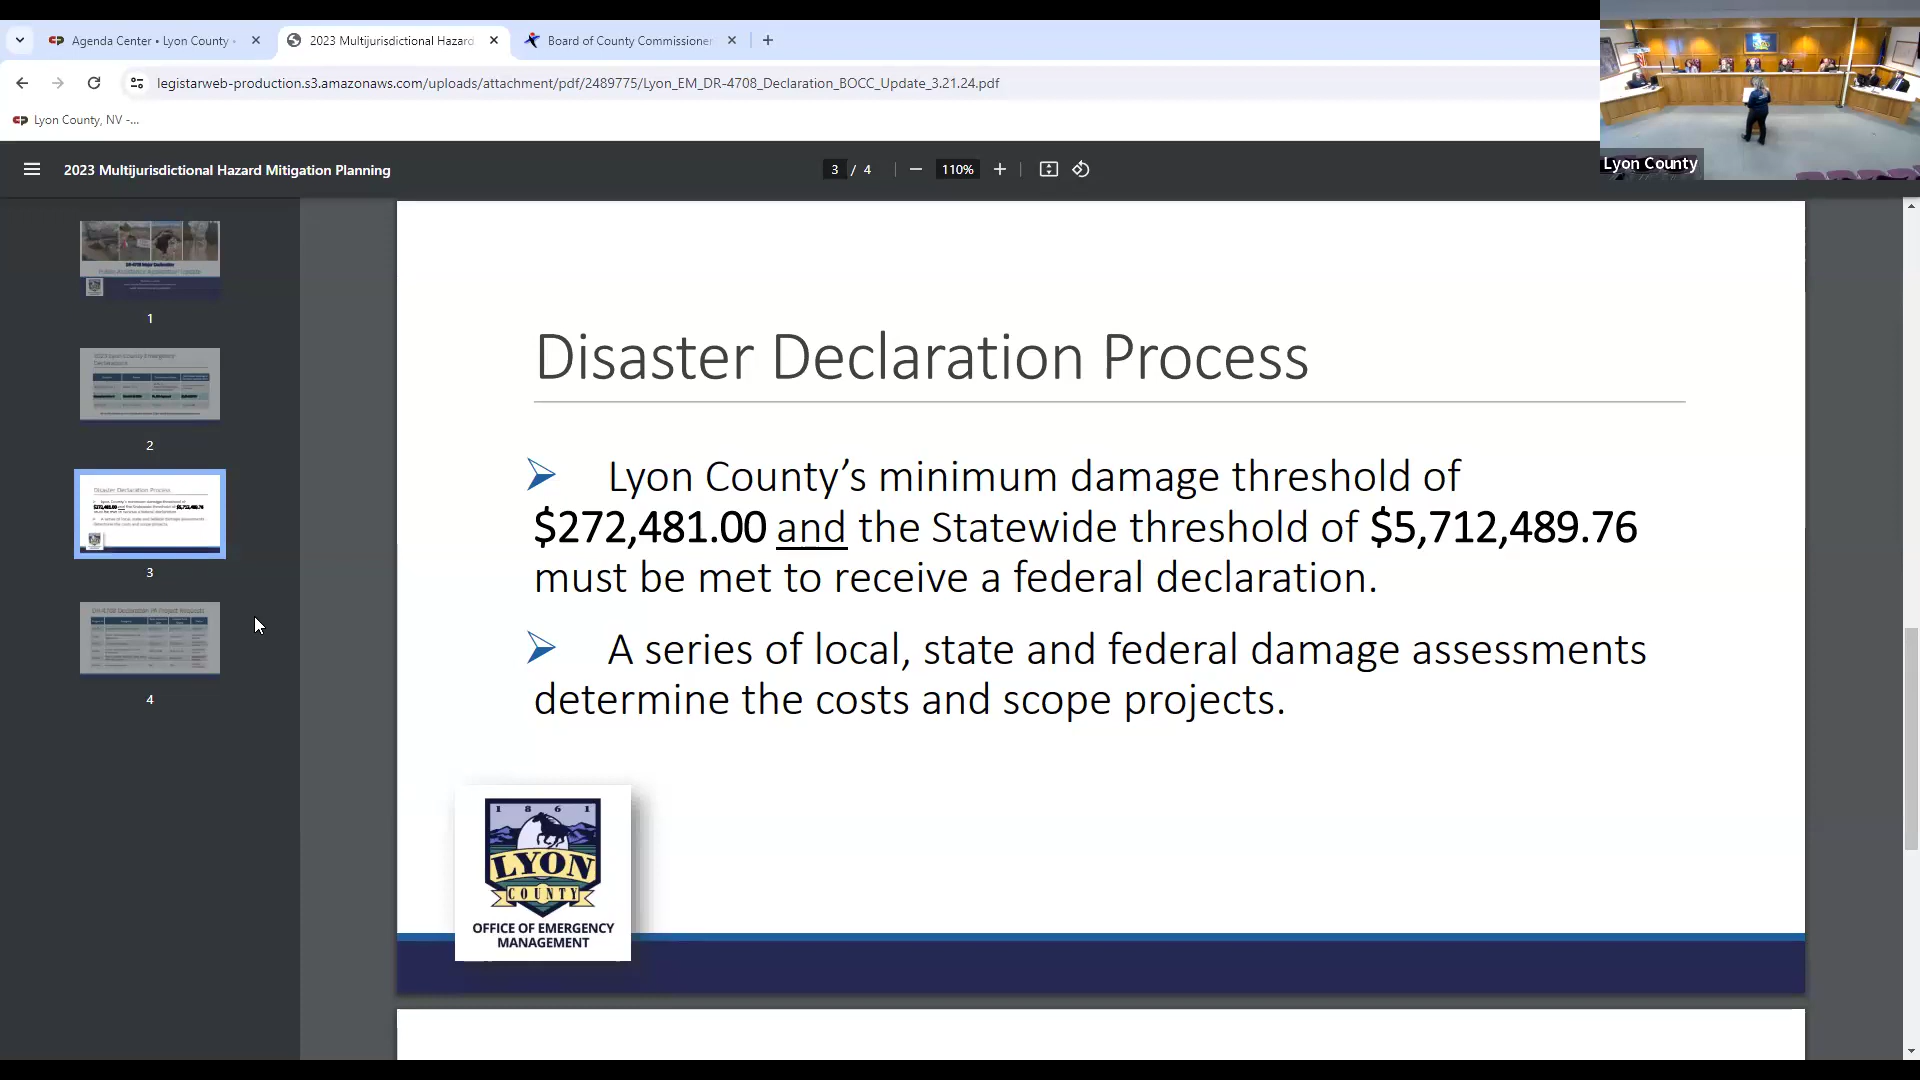 Agenda Center • Lyon County
2023 Multijurisdictional Hazard
Board of County Commissioner
legistarweb-production.s3.amazonaws.com/uploads/attachment/pdf/2489775/Lyon_EM_DR-4708_Declaration_BOCC_Update_3.21.24.pdf
Lyon County, NV -...
Lyon County
2023 Multijurisdictional Hazard Mitigation Planning
3 / 4
110%
1
2
Disaster Declaration Process
3
4
Disaster Declaration Process
Lyon County’s minimum damage threshold of
$272,481.00 and the Statewide threshold of $5,712,489.76
must be met to receive a federal declaration.
A series of local, state and federal damage assessments
determine the costs and scope projects.
1861
LYON
COUNTY
OFFICE OF EMERGENCY
MANAGEMENT